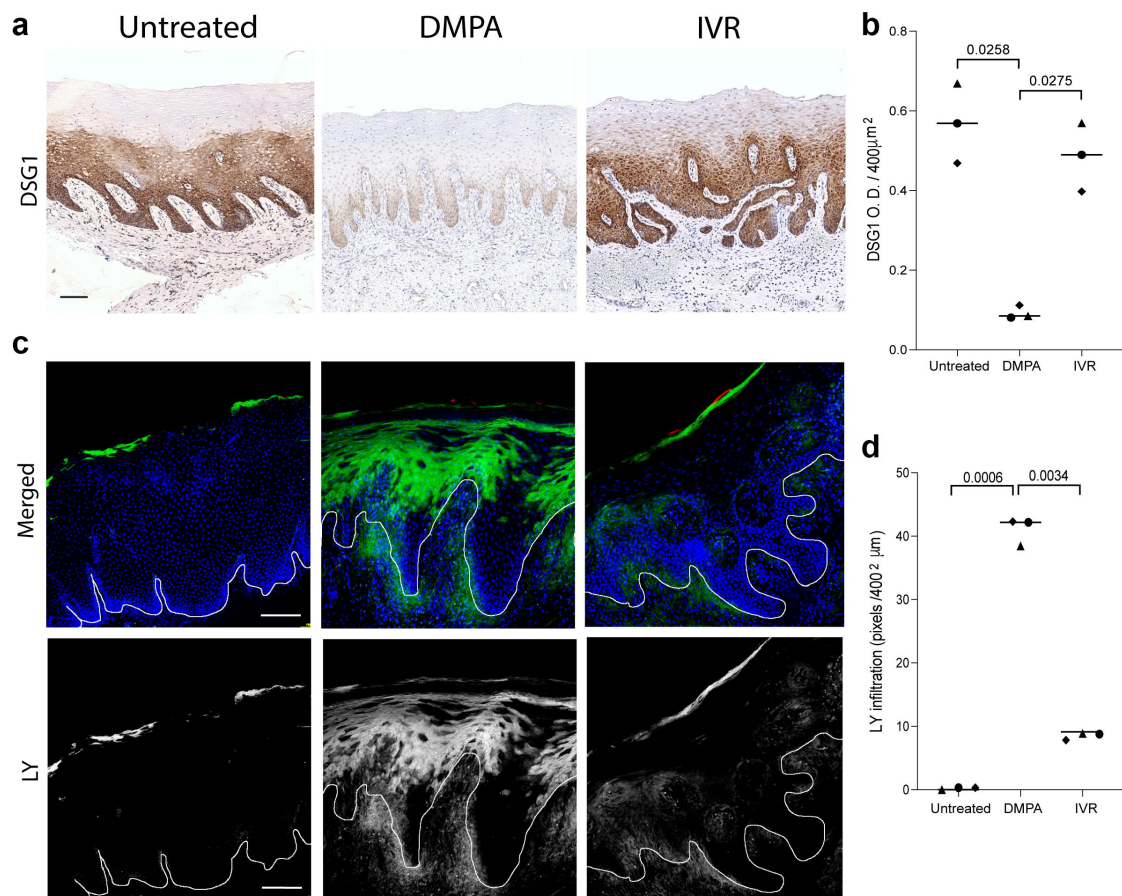 a
Untreated DMPA IVR
DSG1
b
0.8
0.6
0.4
0.2
0.0
DSG1 O. D. / 400µm²
0.0258
0.0275
Untreated DMPA IVR
c
Merged
LY
d
50
40
30
20
10
0
LY infiltration (pixels /400² µm)
0.0006 0.0034
Untreated DMPA IVR